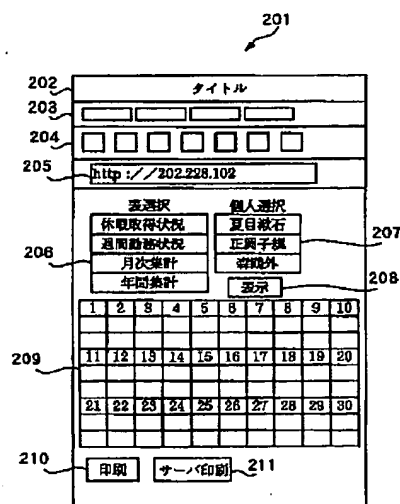 201
202
タイトル
203
204
205
http://202.228.102
表選択
個人選択
休暇取得状況
夏目漱石
207
週間勤務状況
正岡子規
206
月次集計
森鴎外
年間集計
表示
208
1 2 3 4 5 6 7 8 9 10
209
11 12 13 14 15 16 17 18 19 20
21 22 23 24 25 26 27 28 29 30
210
印刷
サーバ印刷
211